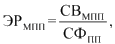 ЭР_МПП = СВ_МПП / СФ_ПП ,